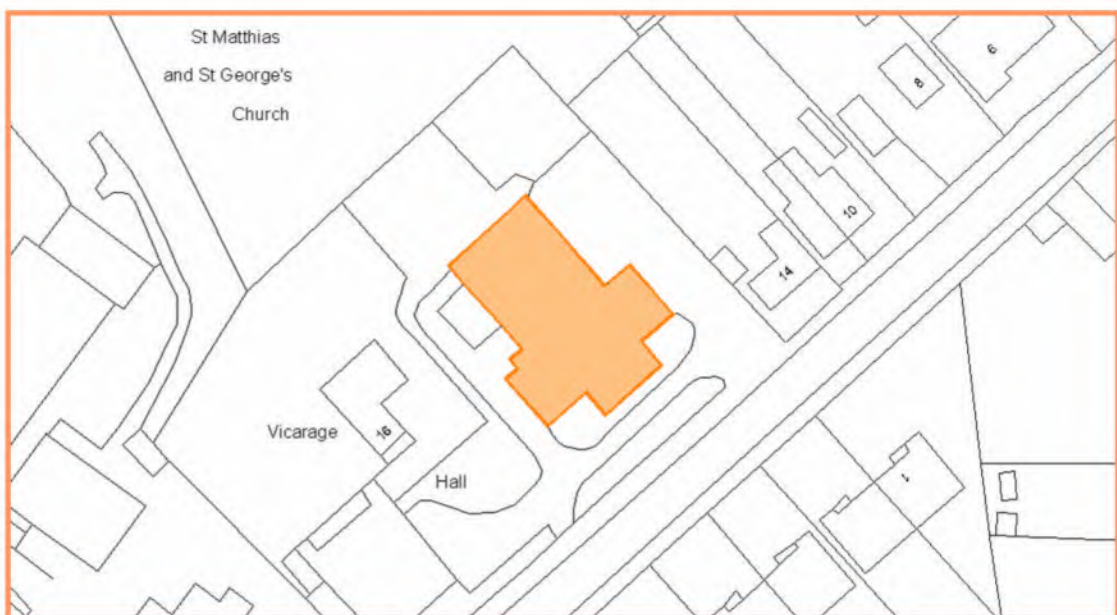 St Matthias
and St George's
Church
6
8
10
14
Vicarage
16
Hall
1